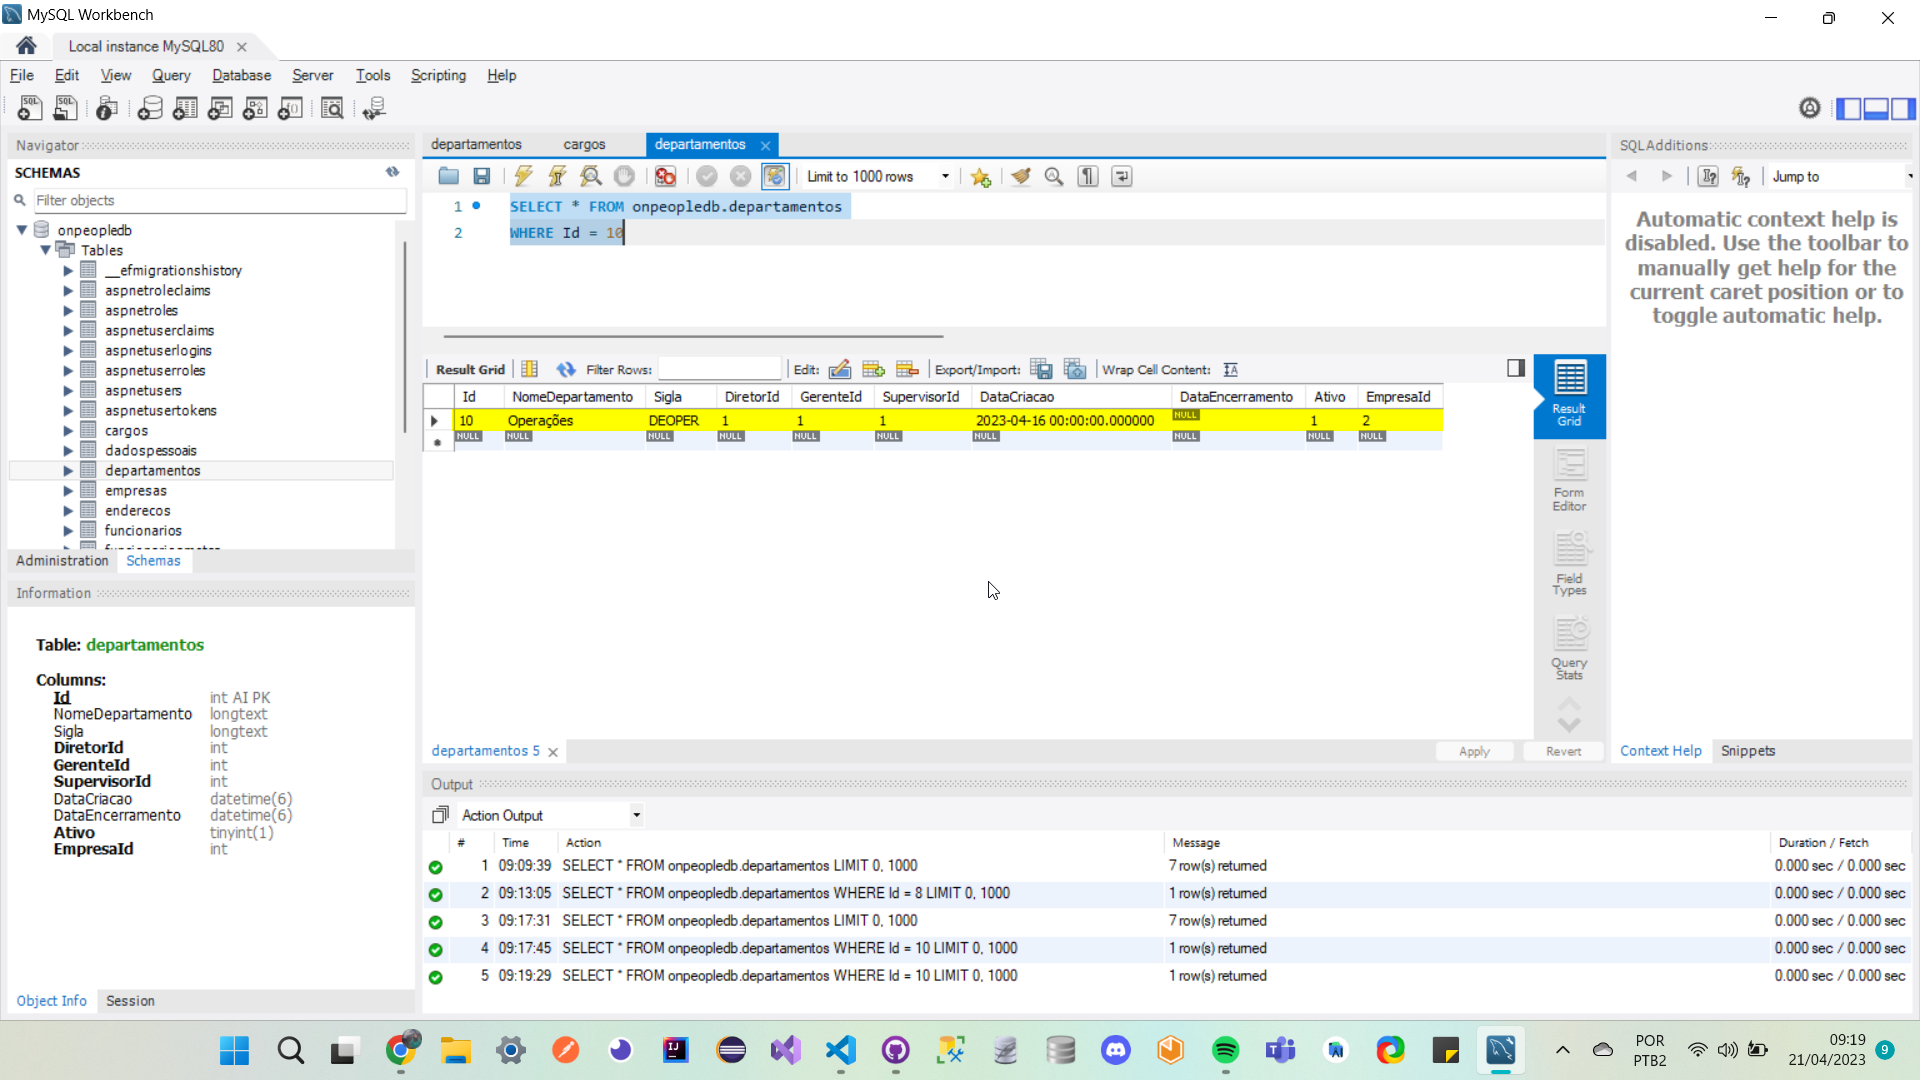 MySQL Workbench
Local instance MySQL80
File Edit View Query Database Server Tools Scripting Help
Navigator
SCHEMAS
Filter objects
onpeopledb
Tables
__efmigrationshistory
aspnetroleclaims
aspnetroles
aspnetuserclaims
aspnetuserlogins
aspnetuserroles
aspnetusers
aspnetusertokens
cargos
dadospessoais
departamentos
empresas
enderecos
funcionarios
Administration Schemas
Information
Table: departamentos
Columns:
Id int AI PK
NomeDepartamento longtext
Sigla longtext
DiretorId int
GerenteId int
SupervisorId int
DataCriacao datetime(6)
DataEncerramento datetime(6)
Ativo tinyint(1)
EmpresaId int
Object Info Session
departamentos cargos departamentos
Limit to 1000 rows
1 SELECT * FROM onpeopledb.departamentos
2 WHERE Id = 10
Result Grid Filter Rows: Edit: Export/Import: Wrap Cell Content:
Id NomeDepartamento Sigla DiretorId GerenteId SupervisorId DataCriacao DataEncerramento Ativo EmpresaId
10 Operações DEOPER 1 1 1 2023-04-16 00:00:00.000000 NULL 1 2
NULL NULL NULL NULL NULL NULL NULL NULL NULL NULL
Result Grid
Form Editor
Field Types
Query Stats
departamentos 5 Apply Revert
SQLAdditions
Jump to
Automatic context help is
disabled. Use the toolbar to
manually get help for the
current caret position or to
toggle automatic help.
Context Help Snippets
Output
Action Output
# Time Action Message Duration / Fetch
1 09:09:39 SELECT * FROM onpeopledb.departamentos LIMIT 0, 1000 7 row(s) returned 0.000 sec / 0.000 sec
2 09:13:05 SELECT * FROM onpeopledb.departamentos WHERE Id = 8 LIMIT 0, 1000 1 row(s) returned 0.000 sec / 0.000 sec
3 09:17:31 SELECT * FROM onpeopledb.departamentos LIMIT 0, 1000 7 row(s) returned 0.000 sec / 0.000 sec
4 09:17:45 SELECT * FROM onpeopledb.departamentos WHERE Id = 10 LIMIT 0, 1000 1 row(s) returned 0.000 sec / 0.000 sec
5 09:19:29 SELECT * FROM onpeopledb.departamentos WHERE Id = 10 LIMIT 0, 1000 1 row(s) returned 0.000 sec / 0.000 sec
POR 09:19
PTB2 21/04/2023 9